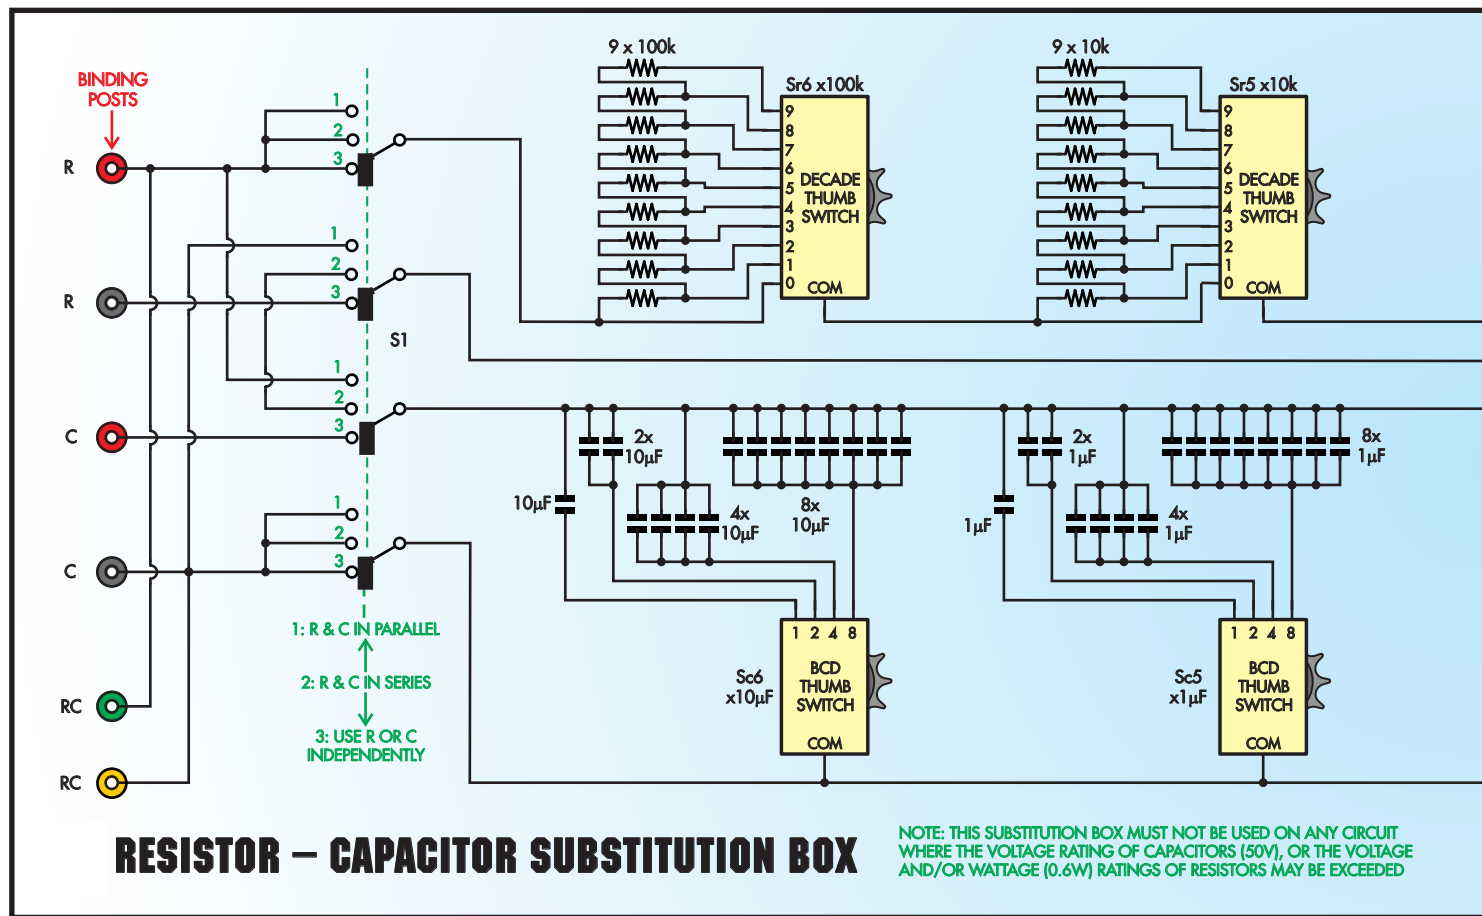 BINDING
POSTS
R
R
C
C
RC
RC
1
2
3
1
2
3
S1
1
2
3
1
2
3
1: R & C IN PARALLEL
2: R & C IN SERIES
3: USE R OR C
INDEPENDENTLY
9 x 100k
Sr6 x100k
9
8
7
6
5
4
3
2
1
0
DECADE
THUMB
SWITCH
COM
9 x 10k
Sr5 x10k
9
8
7
6
5
4
3
2
1
0
DECADE
THUMB
SWITCH
COM
10µF
2x
10µF
4x
10µF
8x
10µF
1 2 4 8
BCD
THUMB
SWITCH
COM
Sc6
x10µF
1µF
2x
1µF
4x
1µF
8x
1µF
1 2 4 8
BCD
THUMB
SWITCH
COM
Sc5
x1µF
RESISTOR – CAPACITOR SUBSTITUTION BOX
NOTE: THIS SUBSTITUTION BOX MUST NOT BE USED ON ANY CIRCUIT
WHERE THE VOLTAGE RATING OF CAPACITORS (50V), OR THE VOLTAGE
AND/OR WATTAGE (0.6W) RATINGS OF RESISTORS MAY BE EXCEEDED